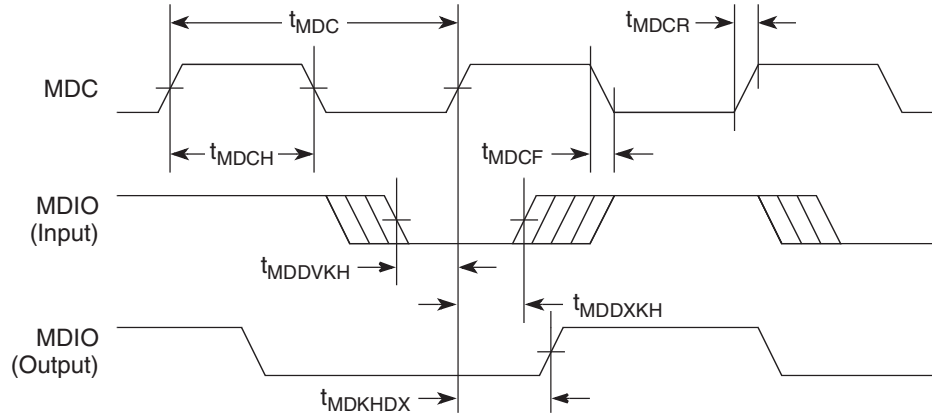 tMDC
tMDCR
MDC
tMDCH
tMDCF
MDIO
(Input)
tMDDVKH
tMDDXKH
MDIO
(Output)
tMDKHDX